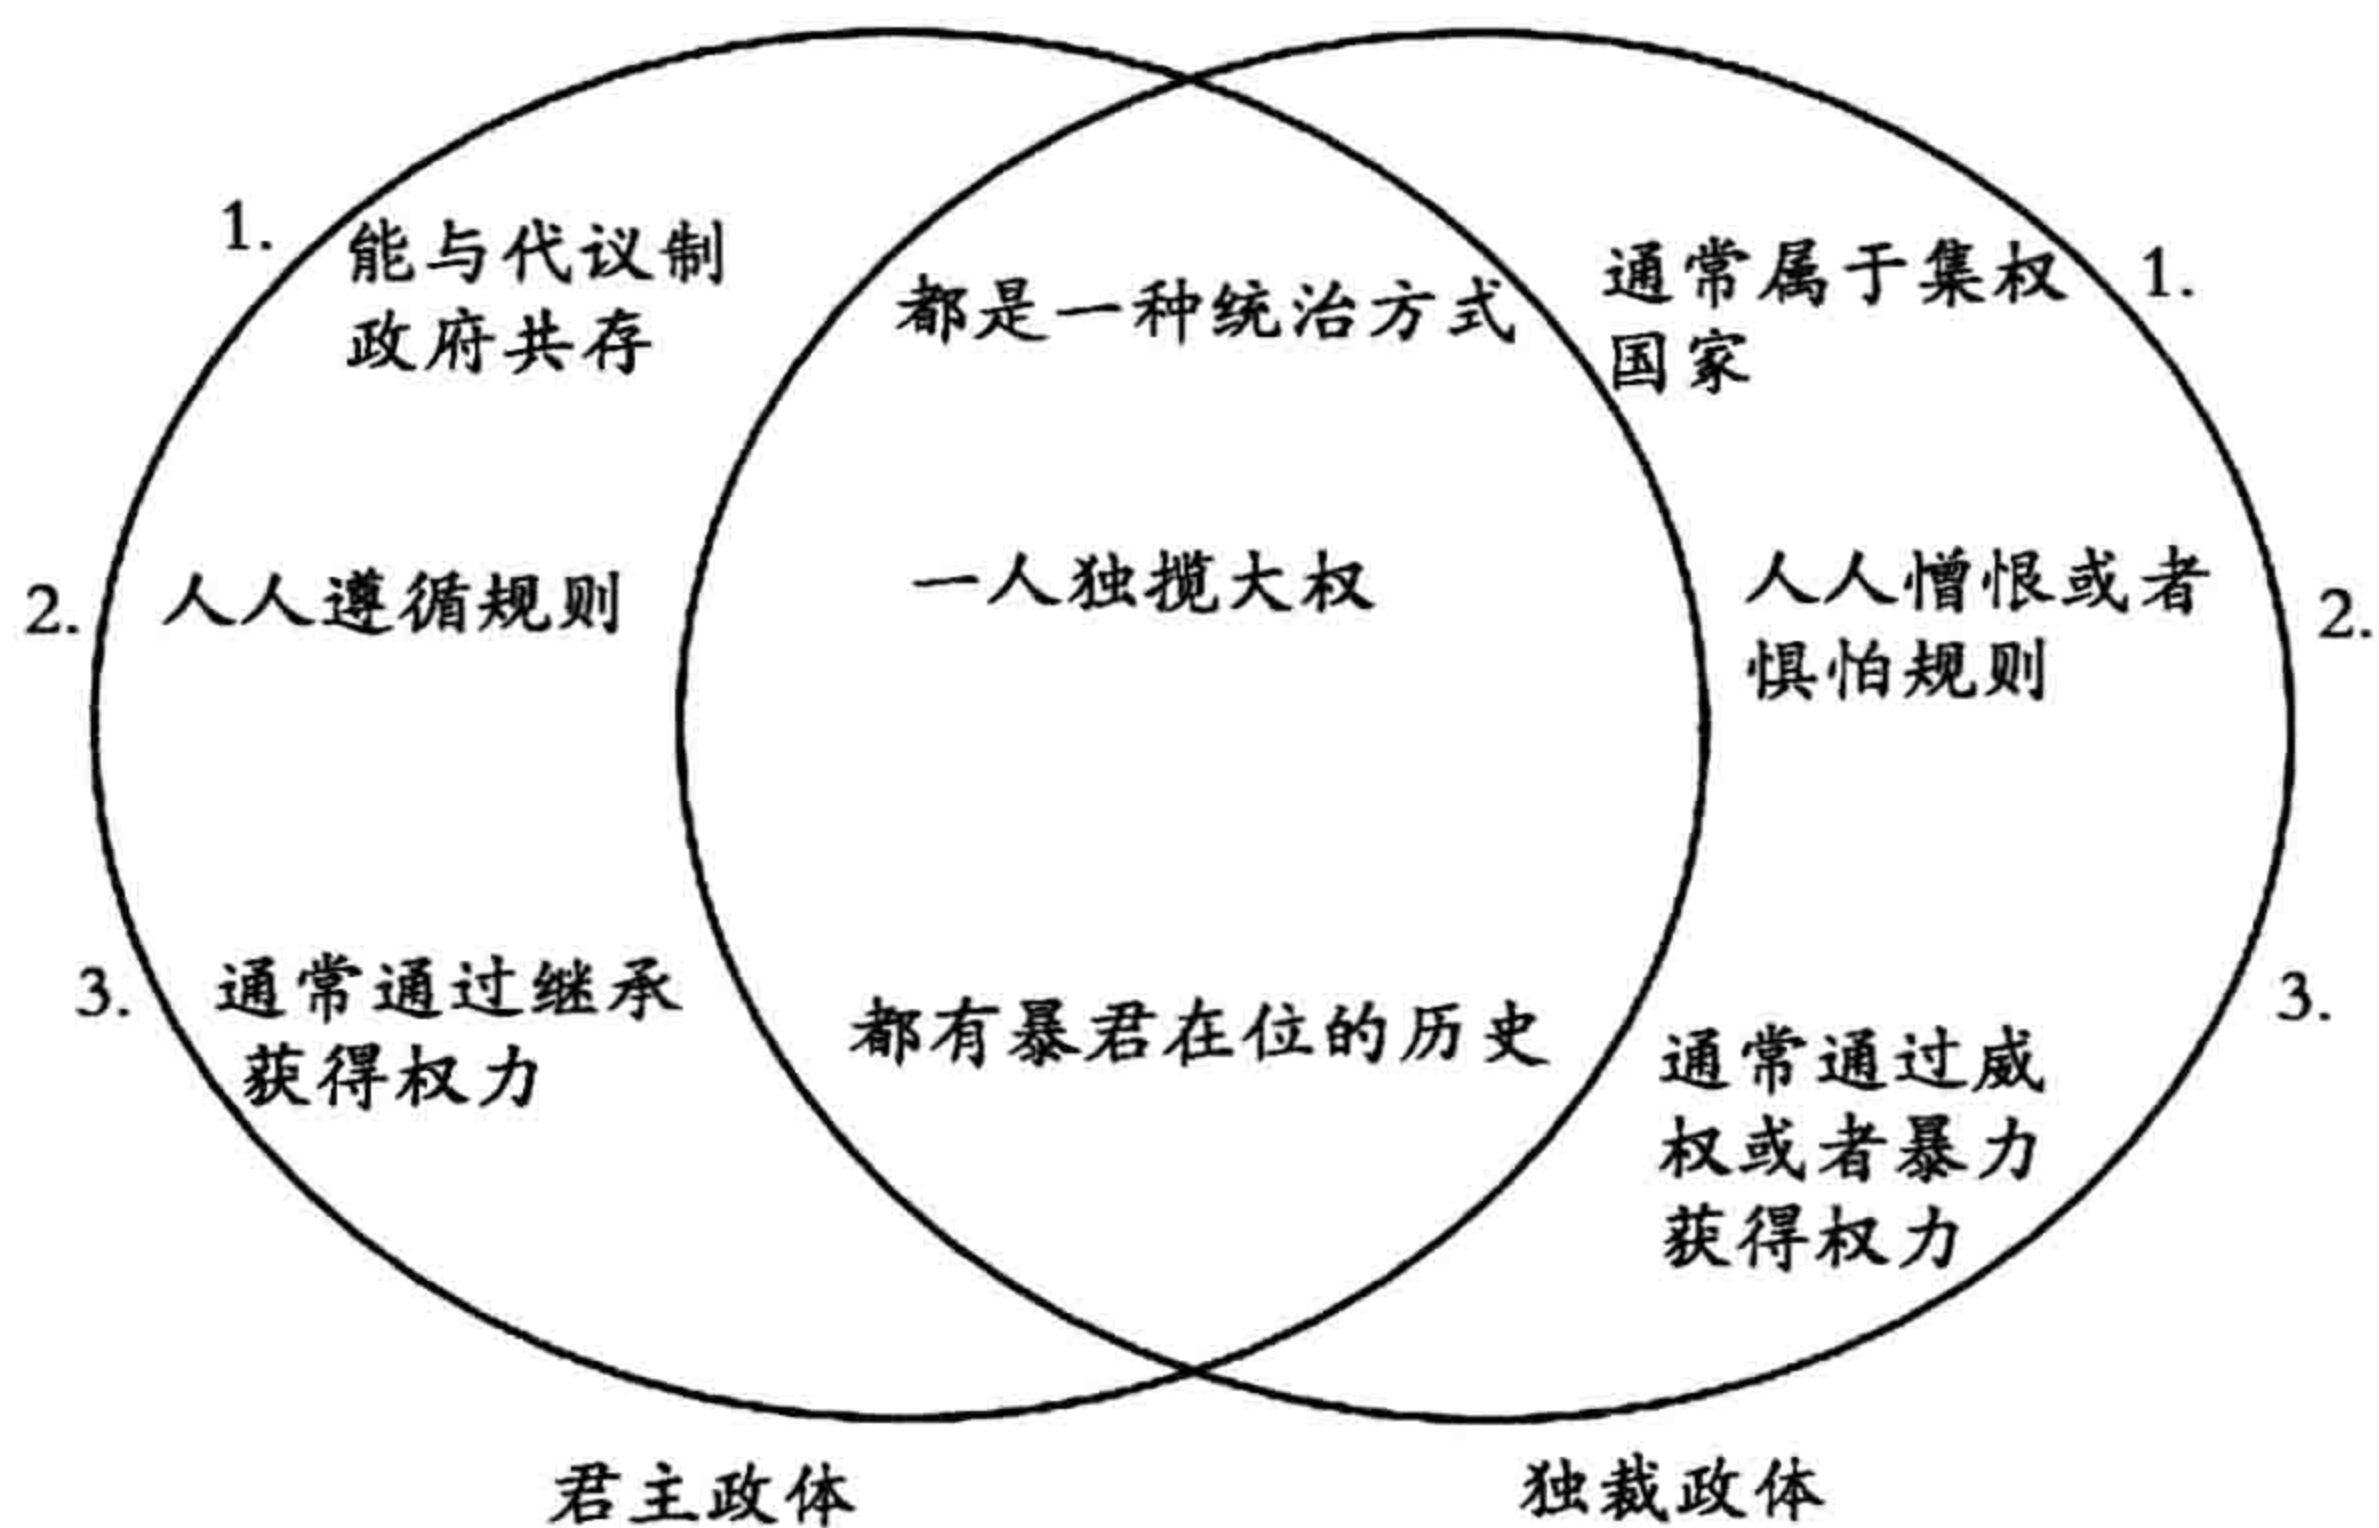 1.
能与代议制
政府共存
2.
人人遵循规则
3.
通常通过继承
获得权力
都是一种统治方式
一人独揽大权
都有暴君在位的历史
通常属于集权
国家
1.
人人憎恨或者
惧怕规则
2.
通常通过威
权或者暴力
获得权力
3.
君主政体
独裁政体